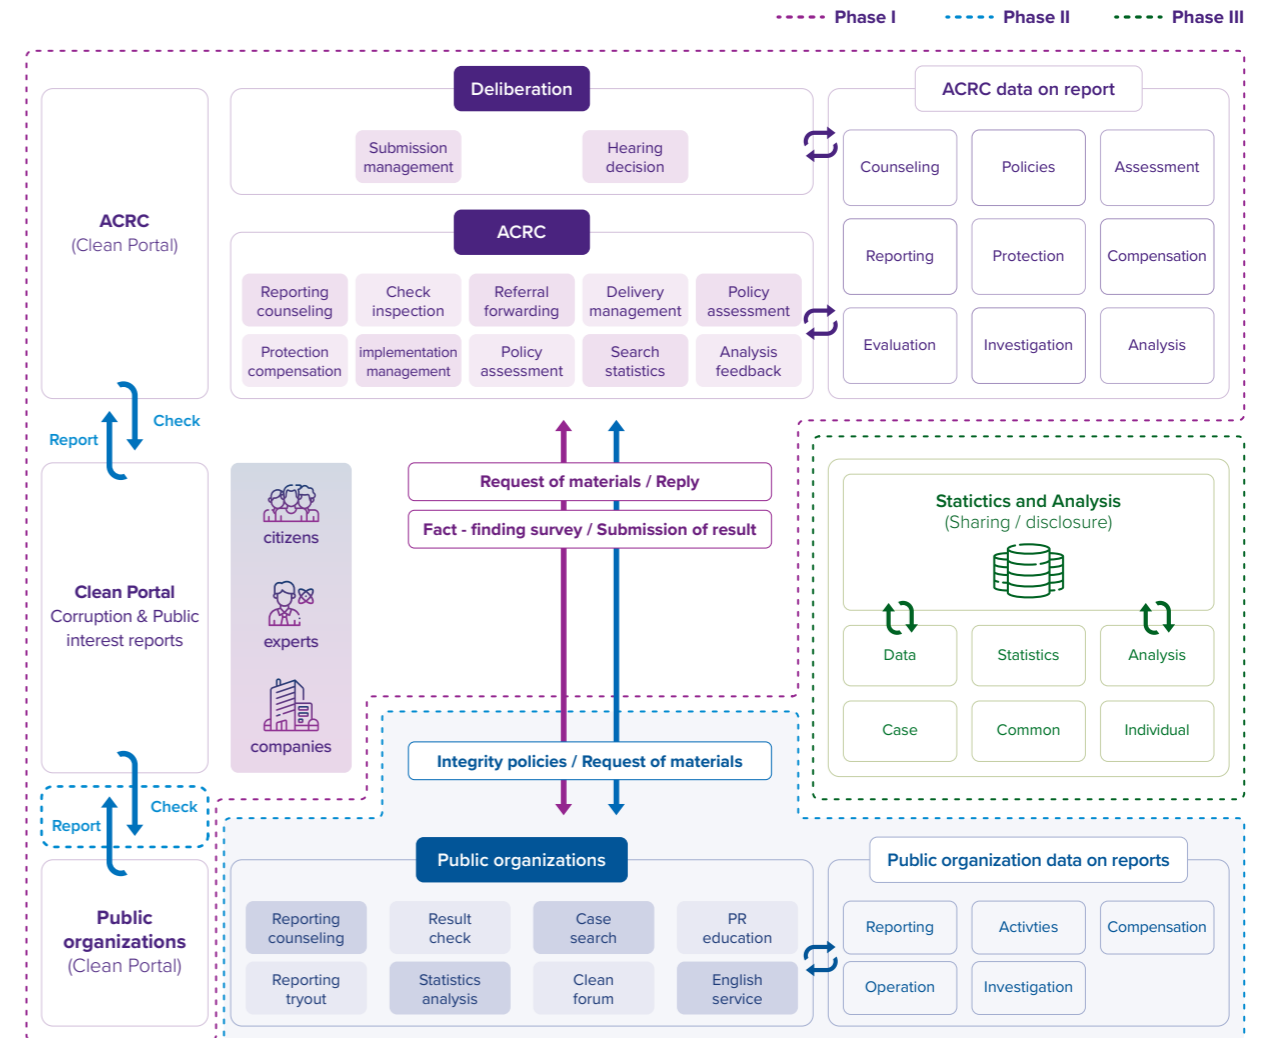 Phase I
Phase II
Phase III
Deliberation
Submission
management
Hearing
decision
ACRC data on report
Counseling
Policies
Assessment
Reporting
Protection
Compensation
Evaluation
Investigation
Analysis
ACRC
(Clean Portal)
ACRC
Reporting
counseling
Check
inspection
Referral
forwarding
Delivery
management
Policy
assessment
Protection
compensation
implementation
management
Policy
assessment
Search
statistics
Analysis
feedback
Report
Check
Clean Portal
Corruption & Public
interest reports
citizens
experts
companies
Request of materials / Reply
Fact - finding survey / Submission of result
Integrity policies / Request of materials
Statictics and Analysis
(Sharing / disclosure)
Data
Statistics
Analysis
Case
Common
Individual
Check
Report
Public
organizations
(Clean Portal)
Public organizations
Reporting
counseling
Result
check
Case
search
PR
education
Reporting
tryout
Statistics
analysis
Clean
forum
English
service
Public organization data on reports
Reporting
Activties
Compensation
Operation
Investigation